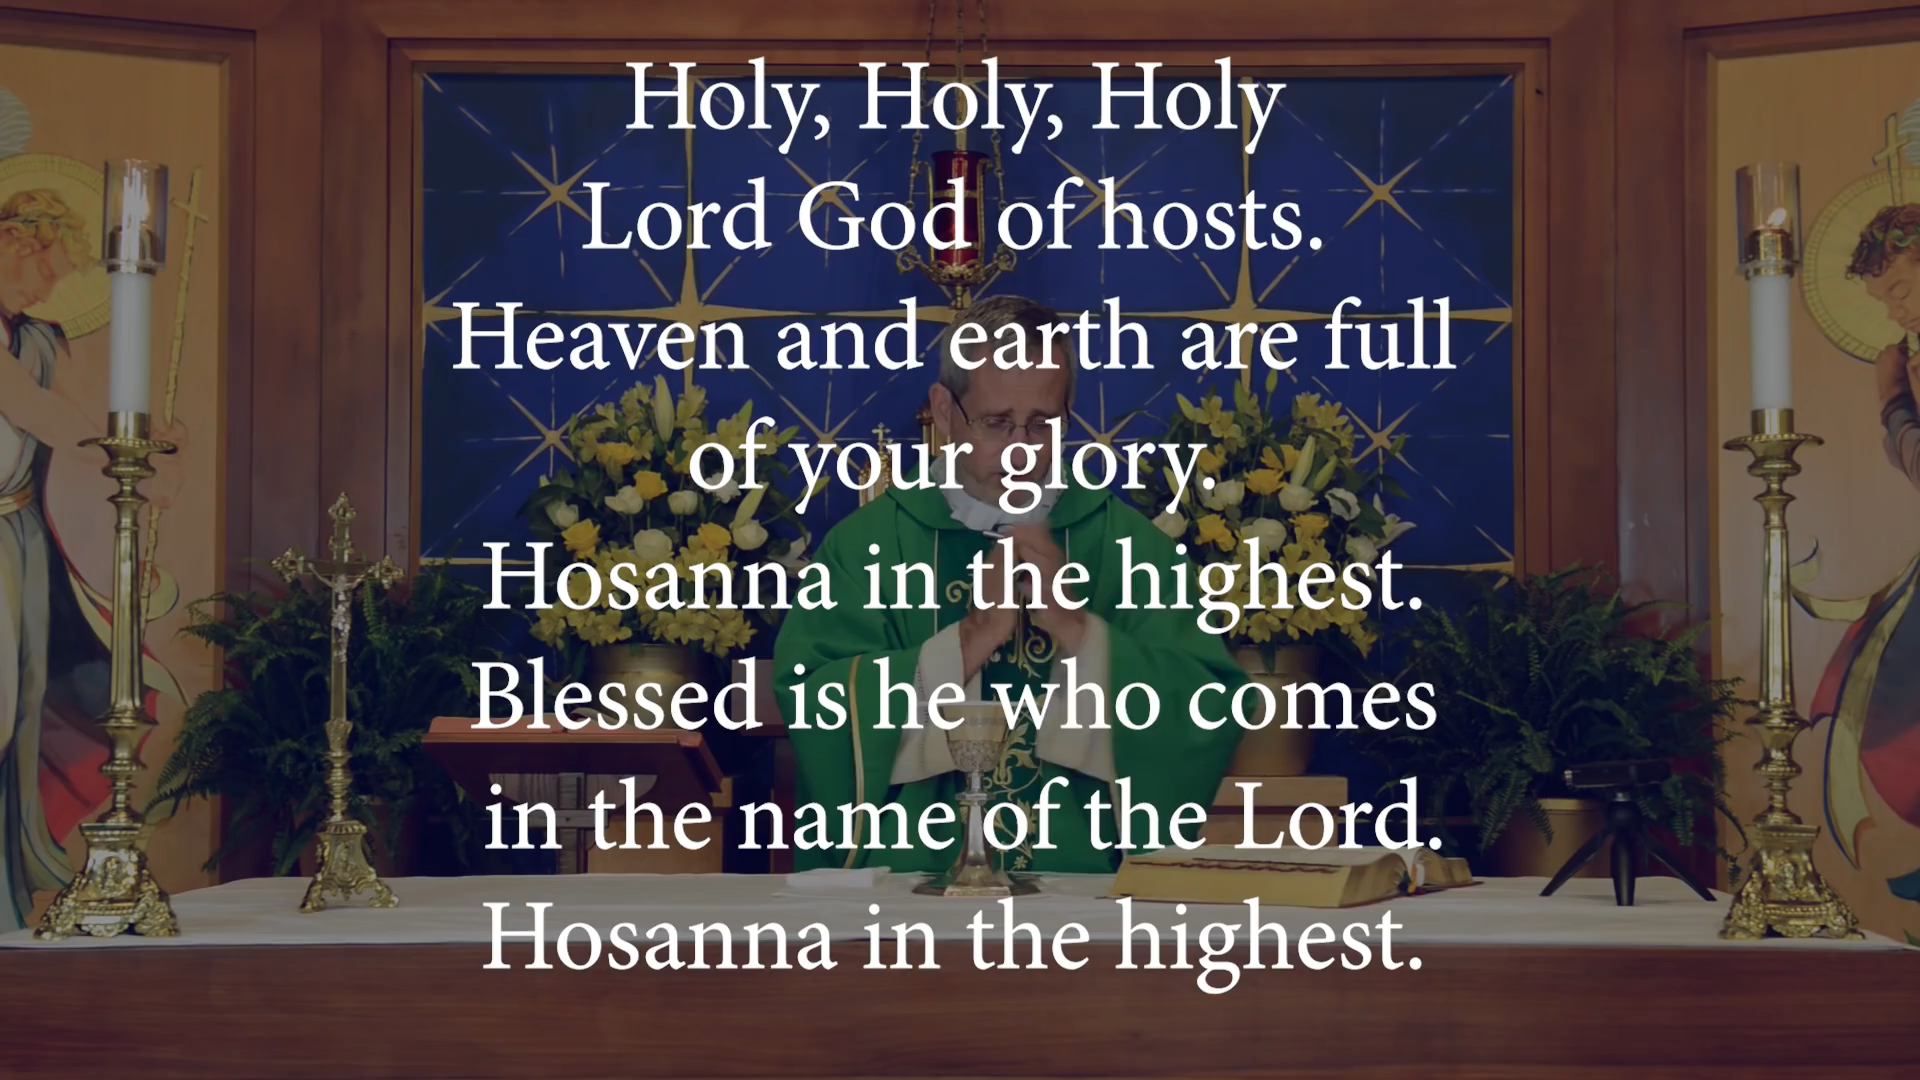 Holy, Holy, Holy
Lord God of hosts.
Heaven and earth are full
of your glory.
Hosanna in the highest.
Blessed is he who comes
in the name of the Lord.
Hosanna in the highest.